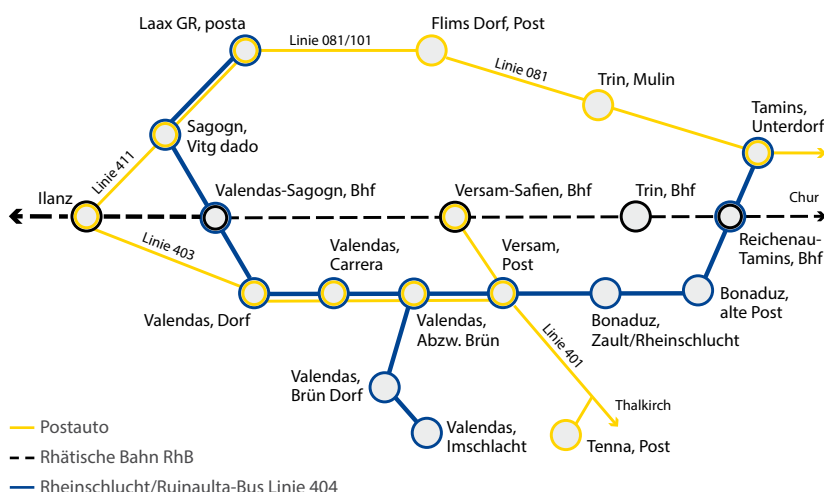 Laax GR, posta
Linie 081/101
Flims Dorf, Post
Linie 081
Trin, Mulin
Tamins,
Unterdorf
Sagogn,
Vitg dado
Linie 411
Ilanz
Valendas-Sagogn, Bhf
Versam-Safien, Bhf
Trin, Bhf
Chur
Linie 403
Valendas,
Carrera
Versam,
Post
Reichenau-
Tamins, Bhf
Valendas, Dorf
Valendas,
Abzw. Brün
Bonaduz,
Zault/Rheinschlucht
Bonaduz,
alte Post
Linie 401
Valendas,
Brün Dorf
Thalkirch
Valendas,
Imschlacht
Tenna, Post
Postauto
Rhätische Bahn RhB
Rheinschlucht/Ruinaulta-Bus Linie 404